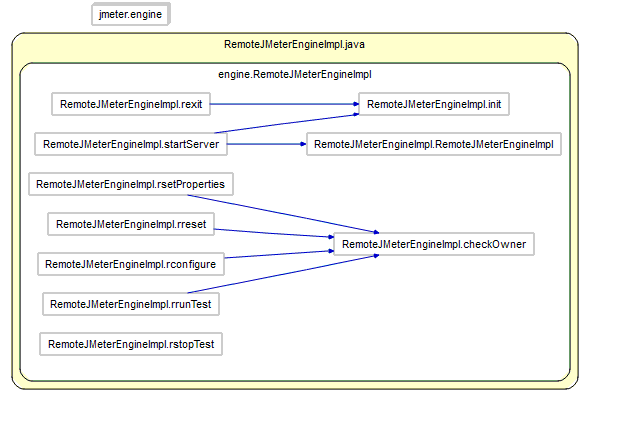 jmeter.engine
RemoteJMeterEngineImpl.java
engine.RemoteJMeterEngineImpl
RemoteJMeterEngineImpl.rexit
RemoteJMeterEngineImpl.init
RemoteJMeterEngineImpl.startServer
RemoteJMeterEngineImpl.RemoteJMeterEngineImpl
RemoteJMeterEngineImpl.rsetProperties
RemoteJMeterEngineImpl.rreset
RemoteJMeterEngineImpl.checkOwner
RemoteJMeterEngineImpl.rconfigure
RemoteJMeterEngineImpl.rrunTest
RemoteJMeterEngineImpl.rstopTest